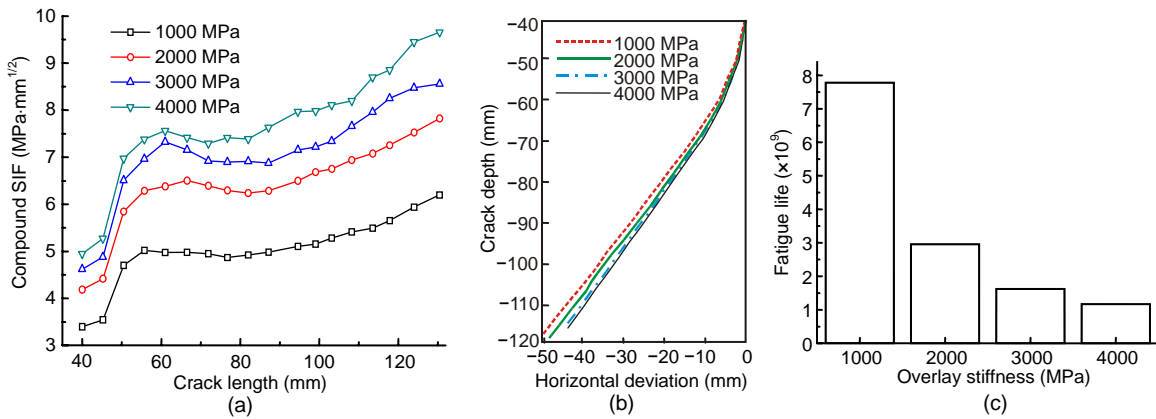 10
9
8
7
6
5
4
3
Compound SIF (MPa·mm1/2)
1000 MPa
2000 MPa
3000 MPa
4000 MPa
40 60 80 100 120
Crack length (mm)
(a)
−40
−50
−60
−70
−80
−90
−100
−110
−120
Crack depth (mm)
1000 MPa
2000 MPa
3000 MPa
4000 MPa
−50 −40 −30 −20 −10 0
Horizontal deviation (mm)
(b)
8
7
6
5
4
3
2
1
0
Fatigue life (×10⁹)
1000 2000 3000 4000
Overlay stiffness (MPa)
(c)